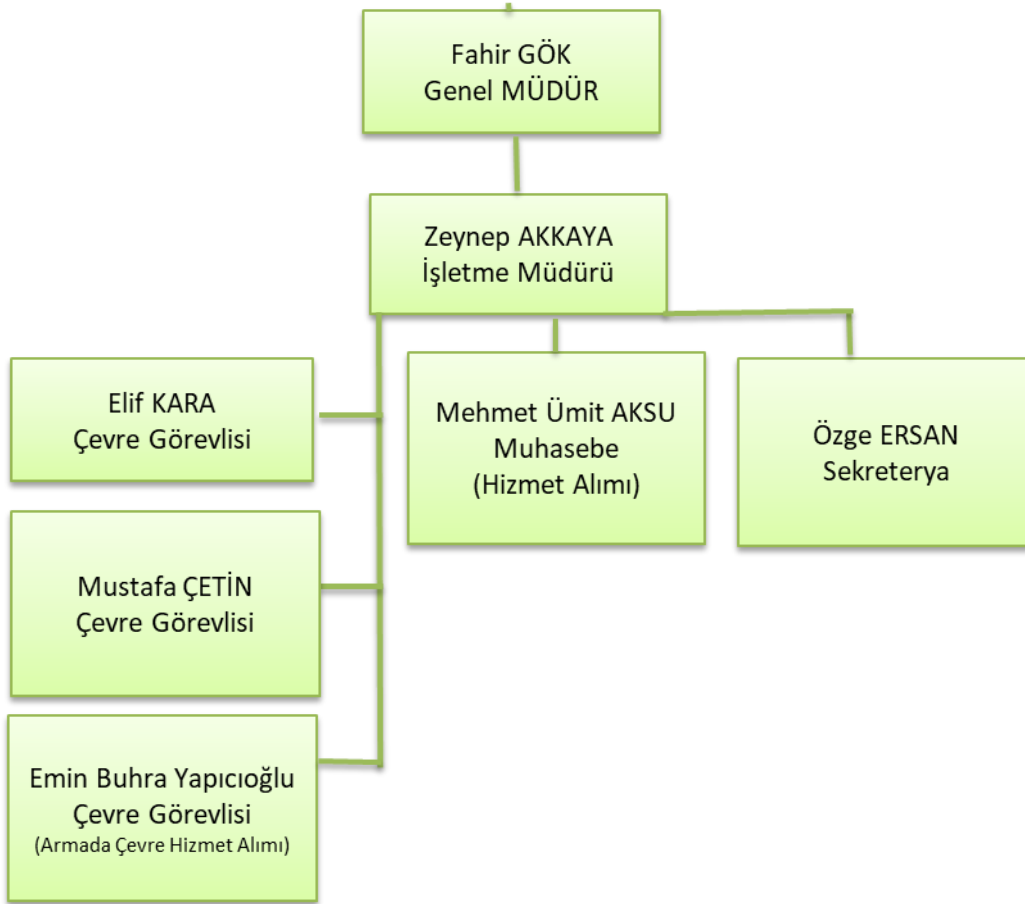 Fahir GÖK
Genel MÜDÜR
Zeynep AKKAYA
İşletme Müdürü
Elif KARA
Çevre Görevlisi
Mehmet Ümit AKSU
Muhasebe
(Hizmet Alımı)
Özge ERSAN
Sekreterya
Mustafa ÇETİN
Çevre Görevlisi
Emin Buhra Yapıcıoğlu
Çevre Görevlisi
(Armada Çevre Hizmet Alımı)